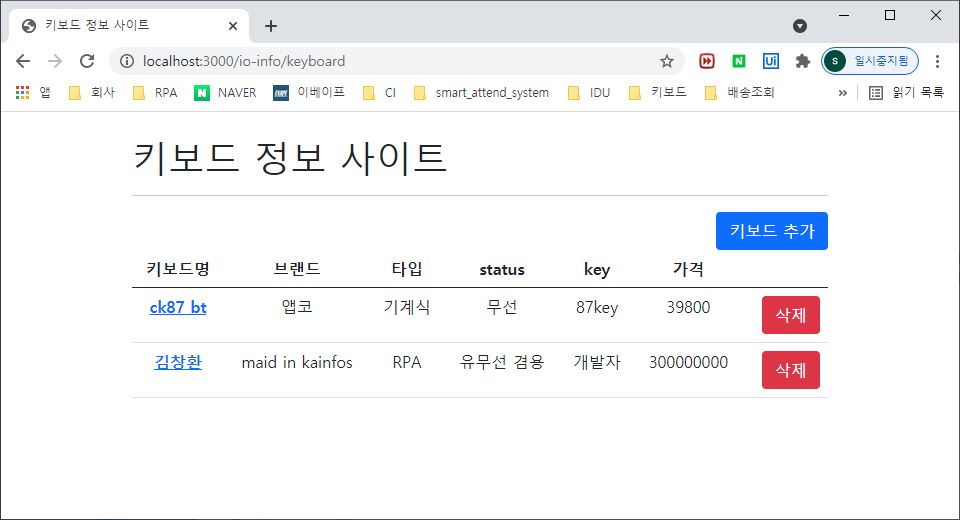 키보드 정보 사이트
localhost:3000/io-info/keyboard
S 일시중지됨
앱 회사 RPA NAVER 이베이프 CI smart_attend_system IDU 키보드 배송조회 » 읽기 목록
키보드 정보 사이트
키보드 추가
키보드명 브랜드 타입 status key 가격
ck87 bt 앱코 기계식 무선 87key 39800 삭제
김창환 maid in kainfos RPA 유무선 겸용 개발자 300000000 삭제